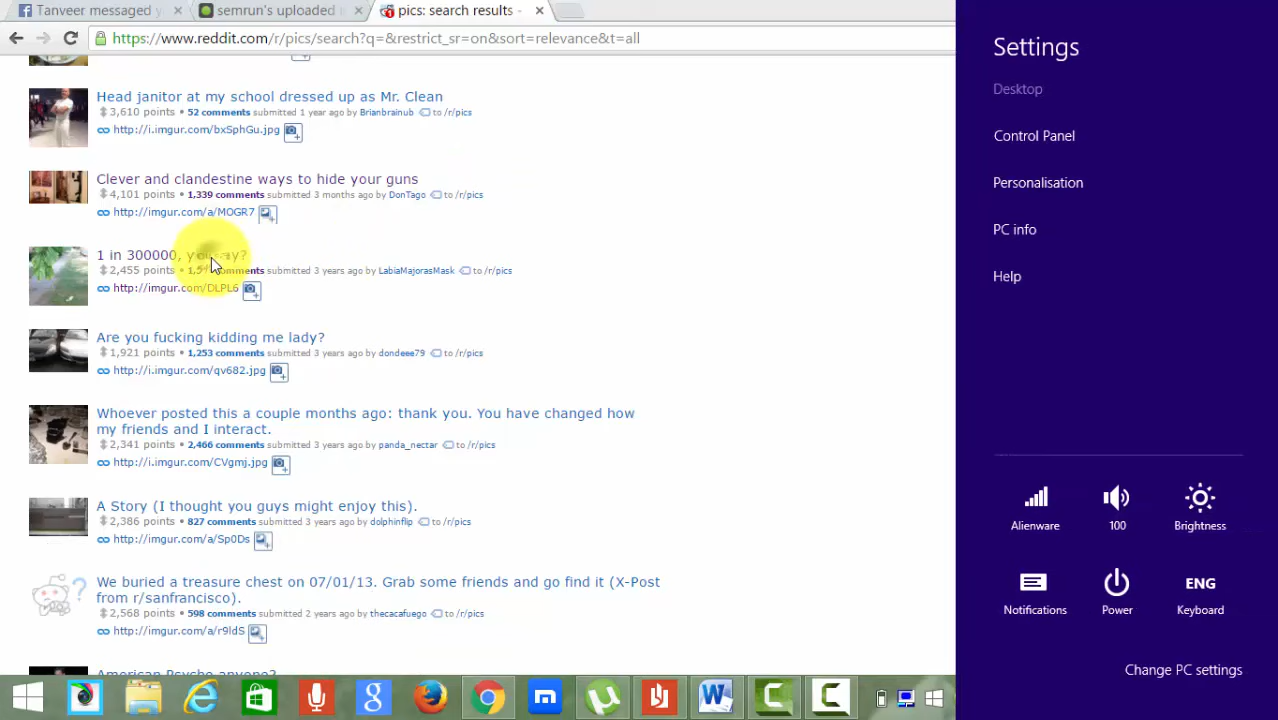 Tanveer messaged y
semrun's uploaded i
pics: search results -
https://www.reddit.com/r/pics/search?q=&restrict_sr=on&sort=relevance&t=all
Head janitor at my school dressed up as Mr. Clean
3,610 points • 52 comments submitted 1 year ago by Brianbrainub to /r/pics
http://i.imgur.com/bxSphGu.jpg
Clever and clandestine ways to hide your guns
4,101 points • 1,339 comments submitted 3 months ago by DonTago to /r/pics
http://imgur.com/a/MOGR7
1 in 300000, you say?
2,455 points • comments submitted 3 years ago by LabiaMajorasMask to /r/pics
http://imgur.com/DLPL6
Are you fucking kidding me lady?
1,921 points • 1,253 comments submitted 3 years ago by dondeee79 to /r/pics
http://i.imgur.com/qv682.jpg
Whoever posted this a couple months ago: thank you. You have changed how
my friends and I interact.
2,341 points • 2,466 comments submitted 3 years ago by panda_nectar to /r/pics
http://i.imgur.com/CVgmj.jpg
A Story (I thought you guys might enjoy this).
2,386 points • 827 comments submitted 3 years ago by dolphinflip to /r/pics
http://imgur.com/a/Sp0Ds
We buried a treasure chest on 07/01/13. Grab some friends and go find it (X-Post
from r/sanfrancisco).
2,568 points • 598 comments submitted 2 years ago by thecacafuego to /r/pics
http://imgur.com/a/r9ldS
American Psycho anyone?
Settings
Desktop
Control Panel
Personalisation
PC info
Help
Alienware
100
Brightness
Notifications
Power
ENG
Keyboard
Change PC settings